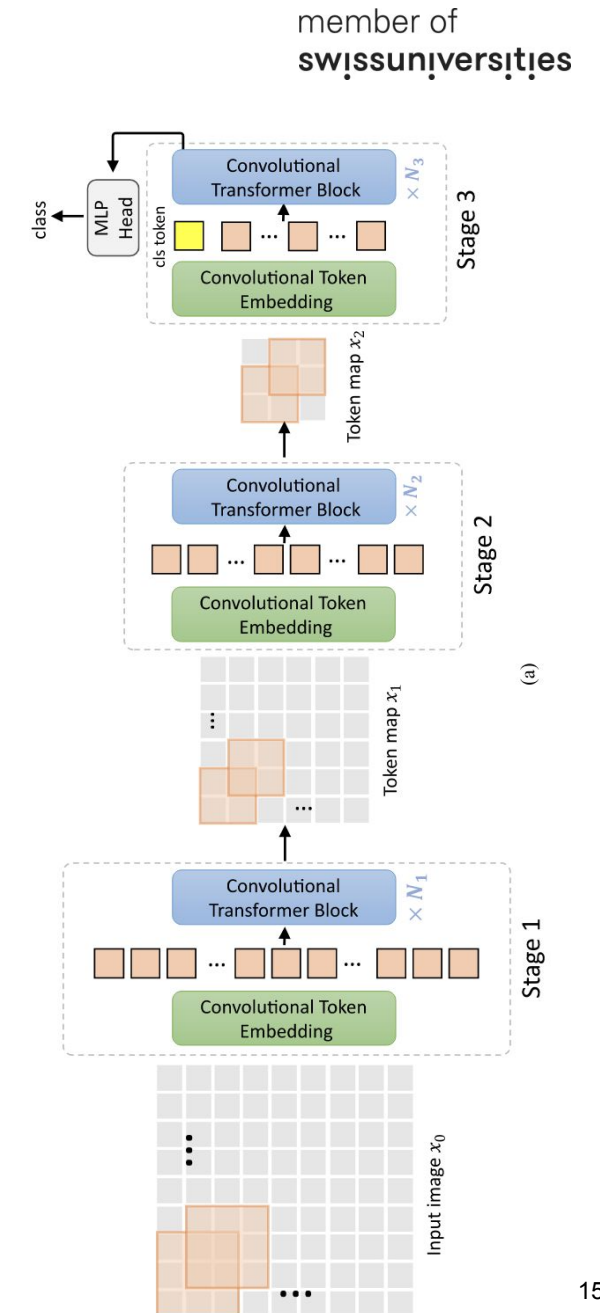 member of
swissuniversities
class
MLP
Head
cls token
Convolutional
Transformer Block
× N₃
...
...
Convolutional Token
Embedding
Stage 3
Token map x₂
Convolutional
Transformer Block
× N₂
...
...
Convolutional Token
Embedding
Stage 2
(a)
...
Token map x₁
...
Convolutional
Transformer Block
× N₁
...
...
Convolutional Token
Embedding
Stage 1
...
Input image x₀
...
15